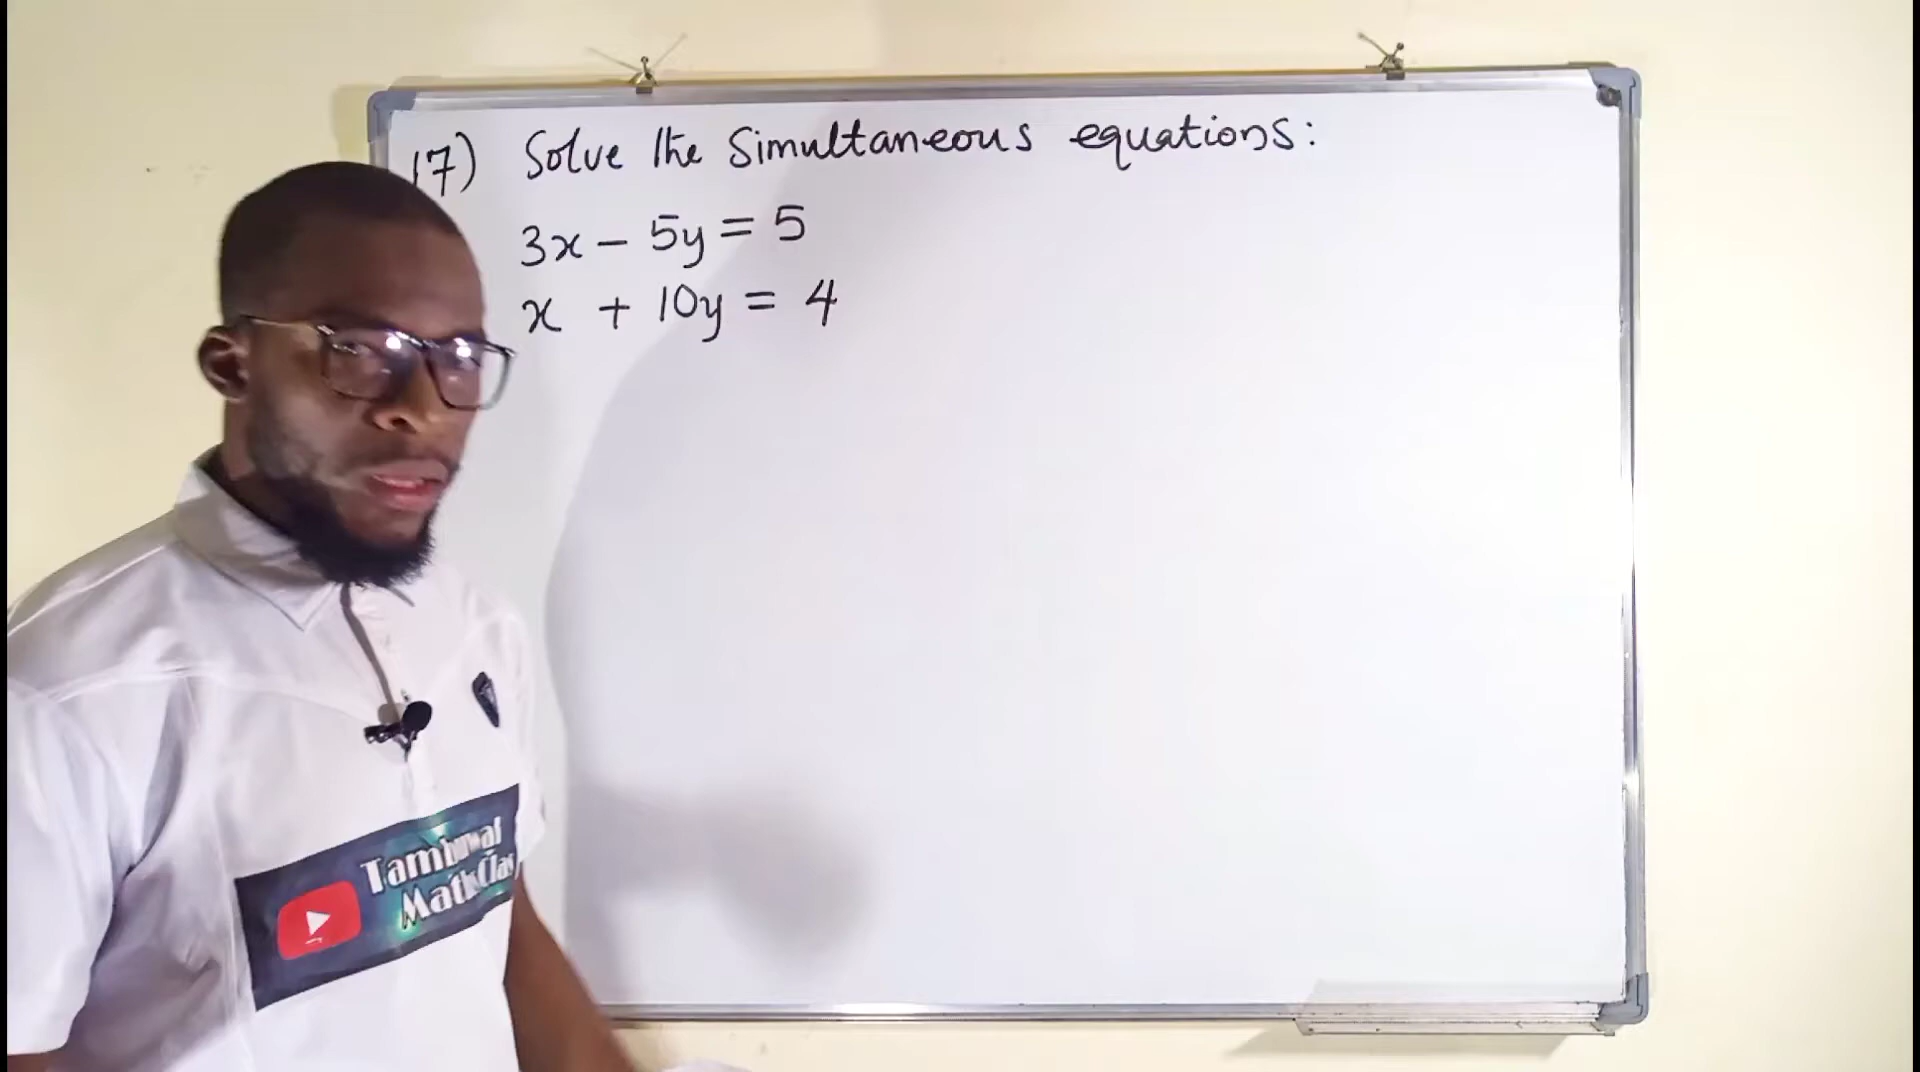 17) Solve the Simultaneous equations:
3x - 5y = 5
x + 10y = 4
Tambuwal
MathClass